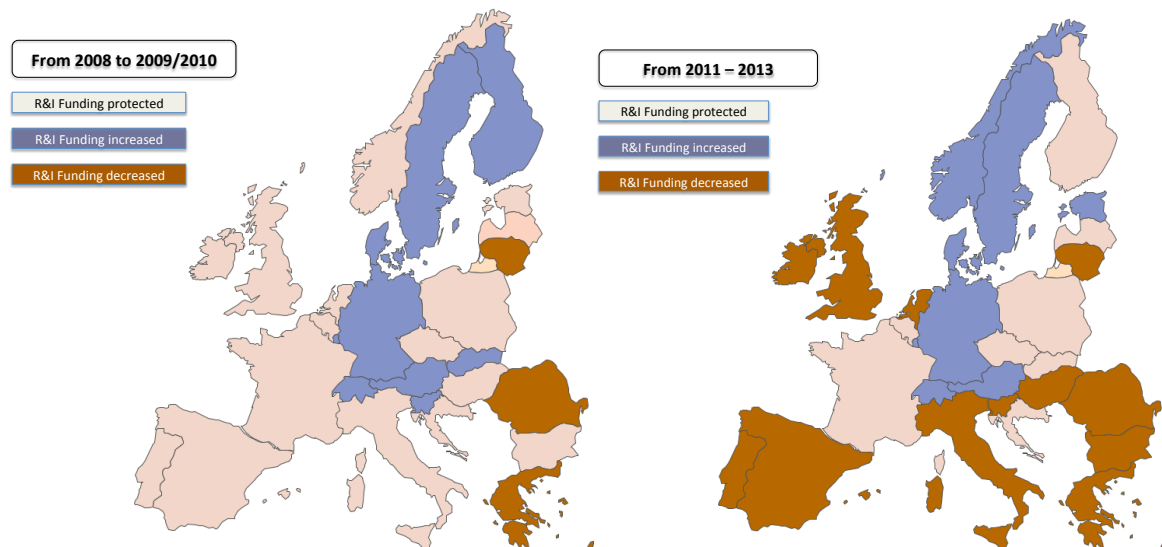 From 2008 to 2009/2010
R&I Funding protected
R&I Funding increased
R&I Funding decreased
From 2011 – 2013
R&I Funding protected
R&I Funding increased
R&I Funding decreased